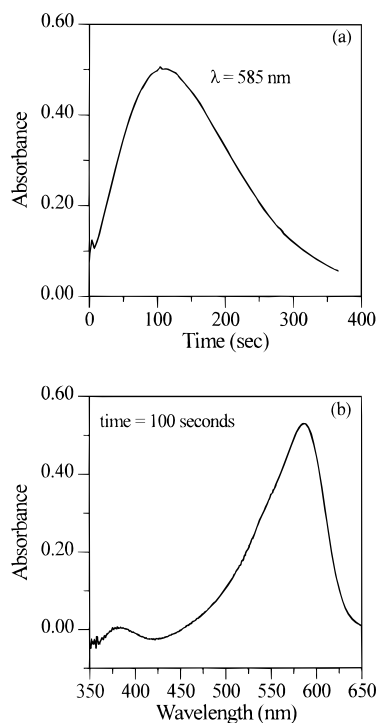 0.60
(a)
λ = 585 nm
0.40
Absorbance
0.20
0.00
0 100 200 300 400
Time (sec)
0.60
(b)
time = 100 seconds
0.40
Absorbance
0.20
0.00
350 400 450 500 550 600 650
Wavelength (nm)